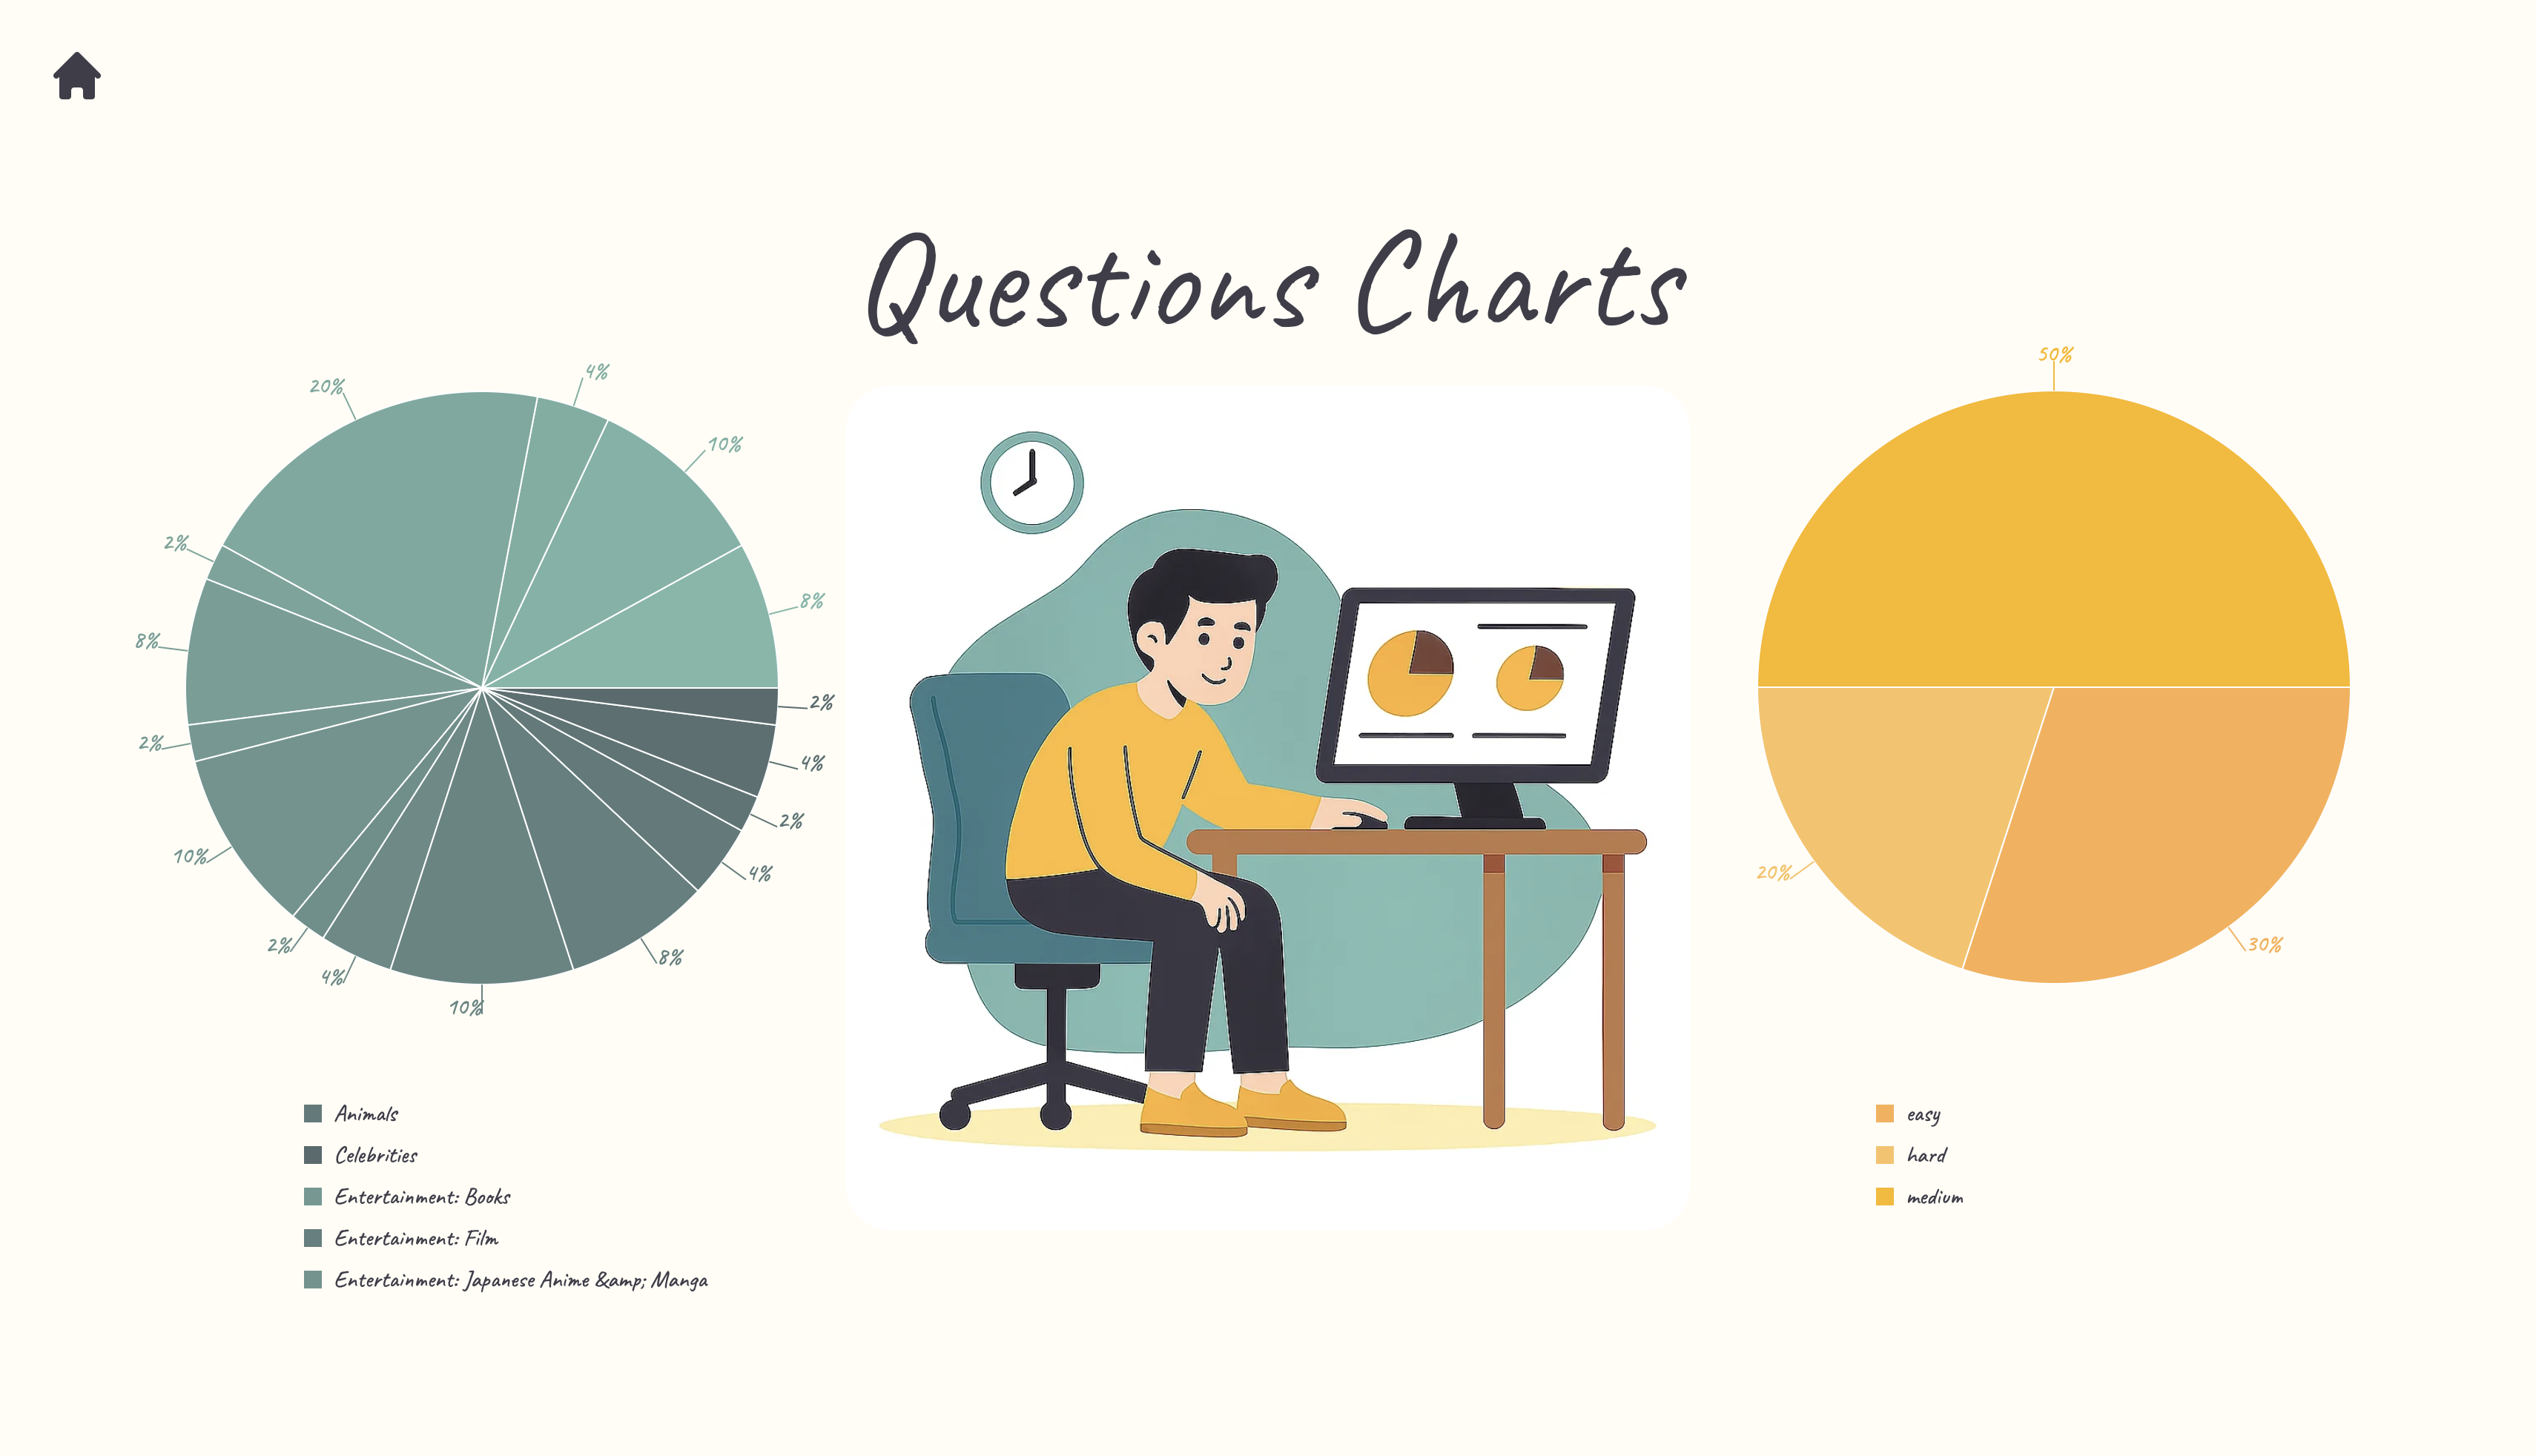 Questions Charts
20%
4%
10%
8%
2%
4%
2%
4%
8%
10%
4%
2%
10%
2%
8%
2%
Animals
Celebrities
Entertainment: Books
Entertainment: Film
Entertainment: Japanese Anime &amp; Manga
50%
20%
30%
easy
hard
medium